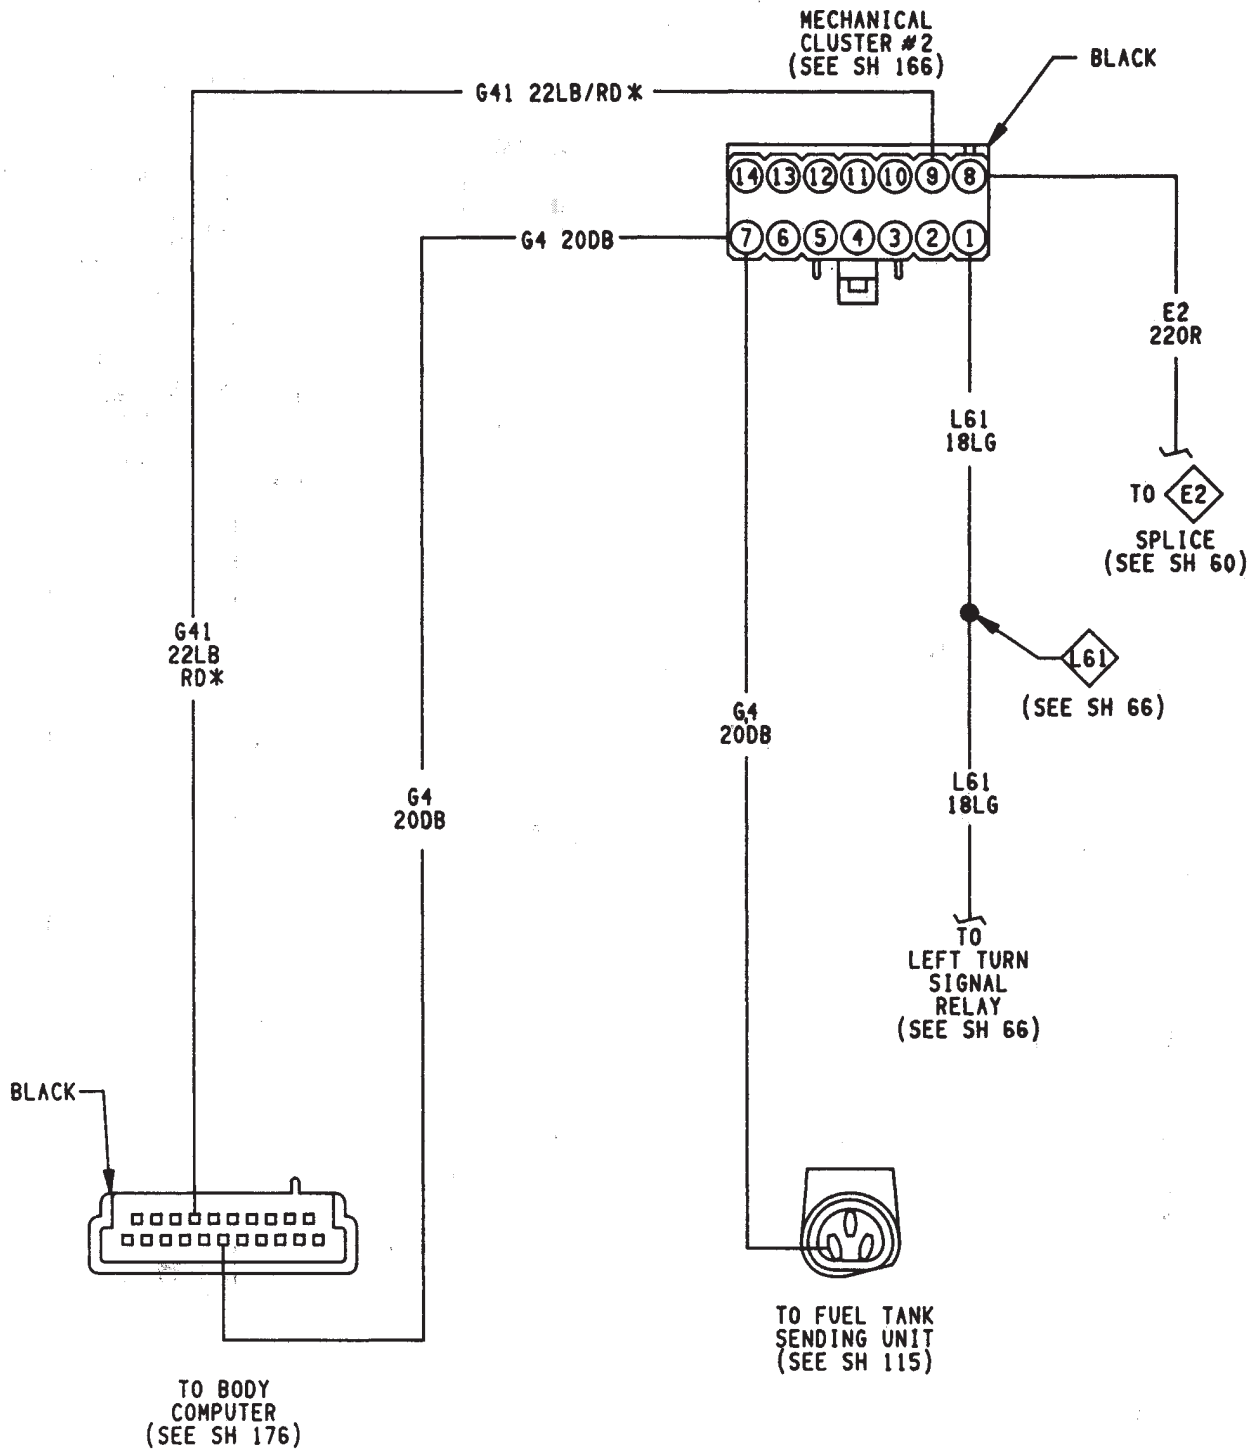 MECHANICAL
CLUSTER #2
(SEE SH 166)
BLACK
G41 22LB/RD*
14 13 12 11 10 9 8
G4 20DB
7 6 5 4 3 2 1
E2
22OR
L61
18LG
TO E2
SPLICE
(SEE SH 60)
G41
22LB
RD*
L61
(SEE SH 66)
G4
20DB
L61
18LG
G4
20DB
TO
LEFT TURN
SIGNAL
RELAY
(SEE SH 66)
BLACK
TO FUEL TANK
SENDING UNIT
(SEE SH 115)
TO BODY
COMPUTER
(SEE SH 176)